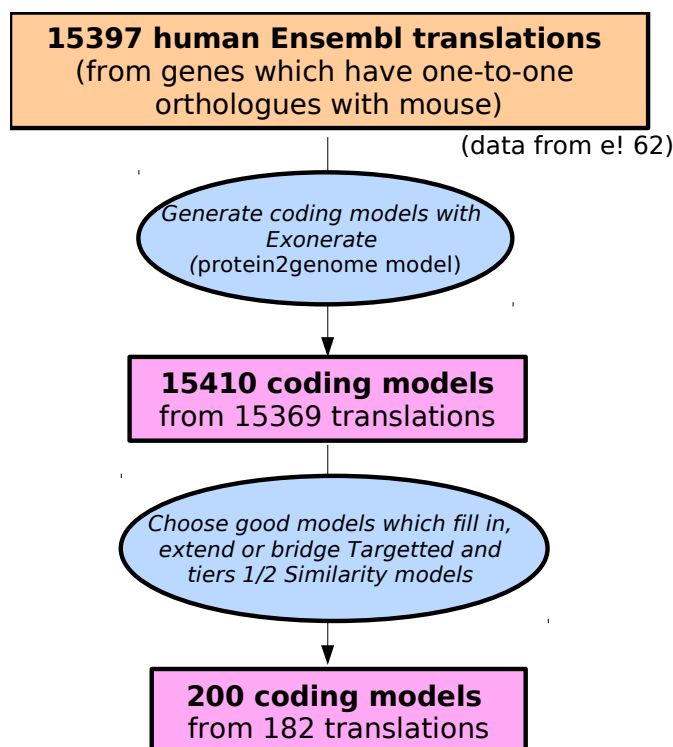 15397 human Ensembl translations
(from genes which have one-to-one
orthologues with mouse)
(data from e! 62)
Generate coding models with
Exonerate
(protein2genome model)
15410 coding models
from 15369 translations
Choose good models which fill in,
extend or bridge Targetted and
tiers 1/2 Similarity models
200 coding models
from 182 translations